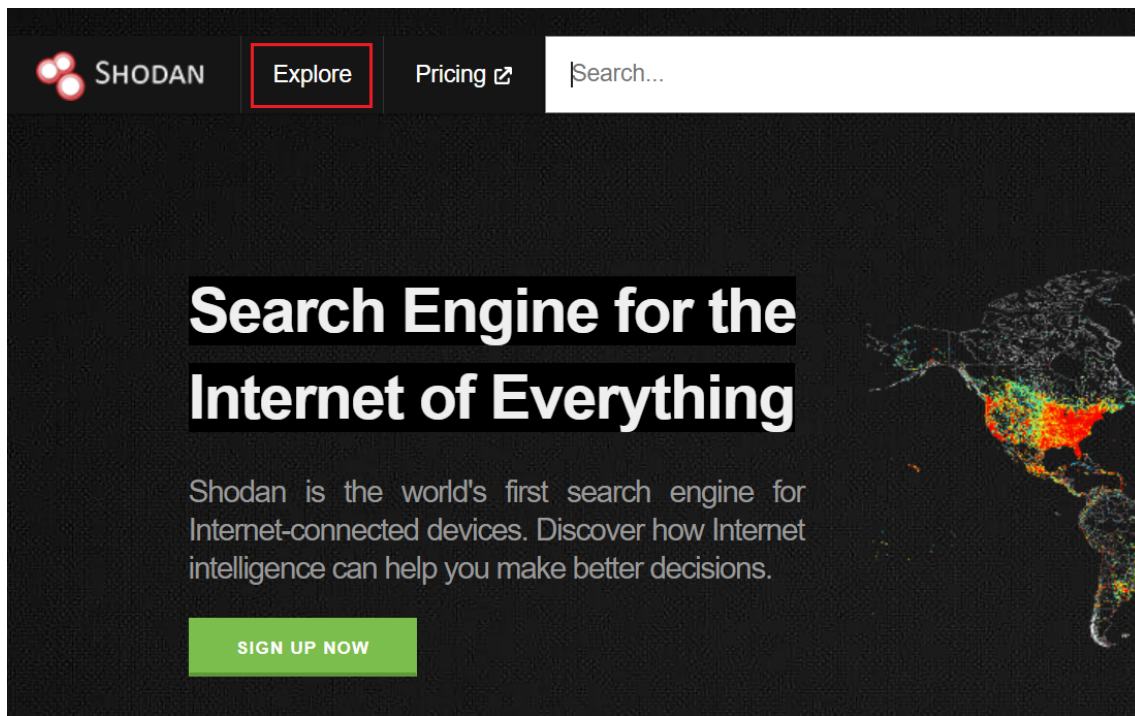 SHODAN Explore Pricing Search...
Search Engine for the
Internet of Everything
Shodan is the world's first search engine for
Internet-connected devices. Discover how Internet
intelligence can help you make better decisions.
SIGN UP NOW